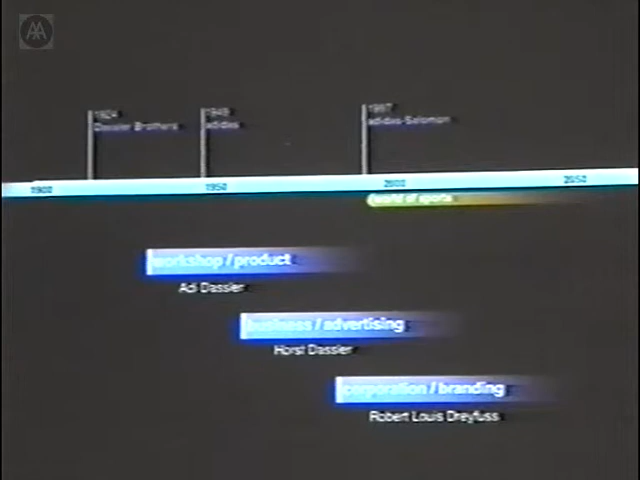 AA
1924
Dassler Brothers
1949
adidas
1997
adidas-Salomon
1900
1950
2000
2050
world of sports
workshop / product
Adi Dassler
business / advertising
Horst Dassler
corporation / branding
Robert Louis Dreyfuss